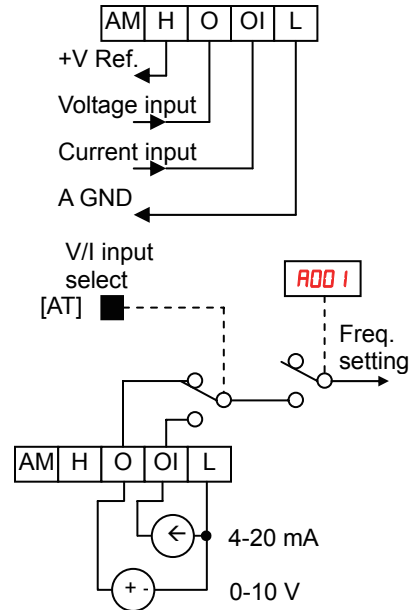 AM H O OI L
+V Ref.
Voltage input
Current input
A GND
V/I input
select
[AT]
A001
Freq.
setting
AM H O OI L
4-20 mA
+ -
0-10 V